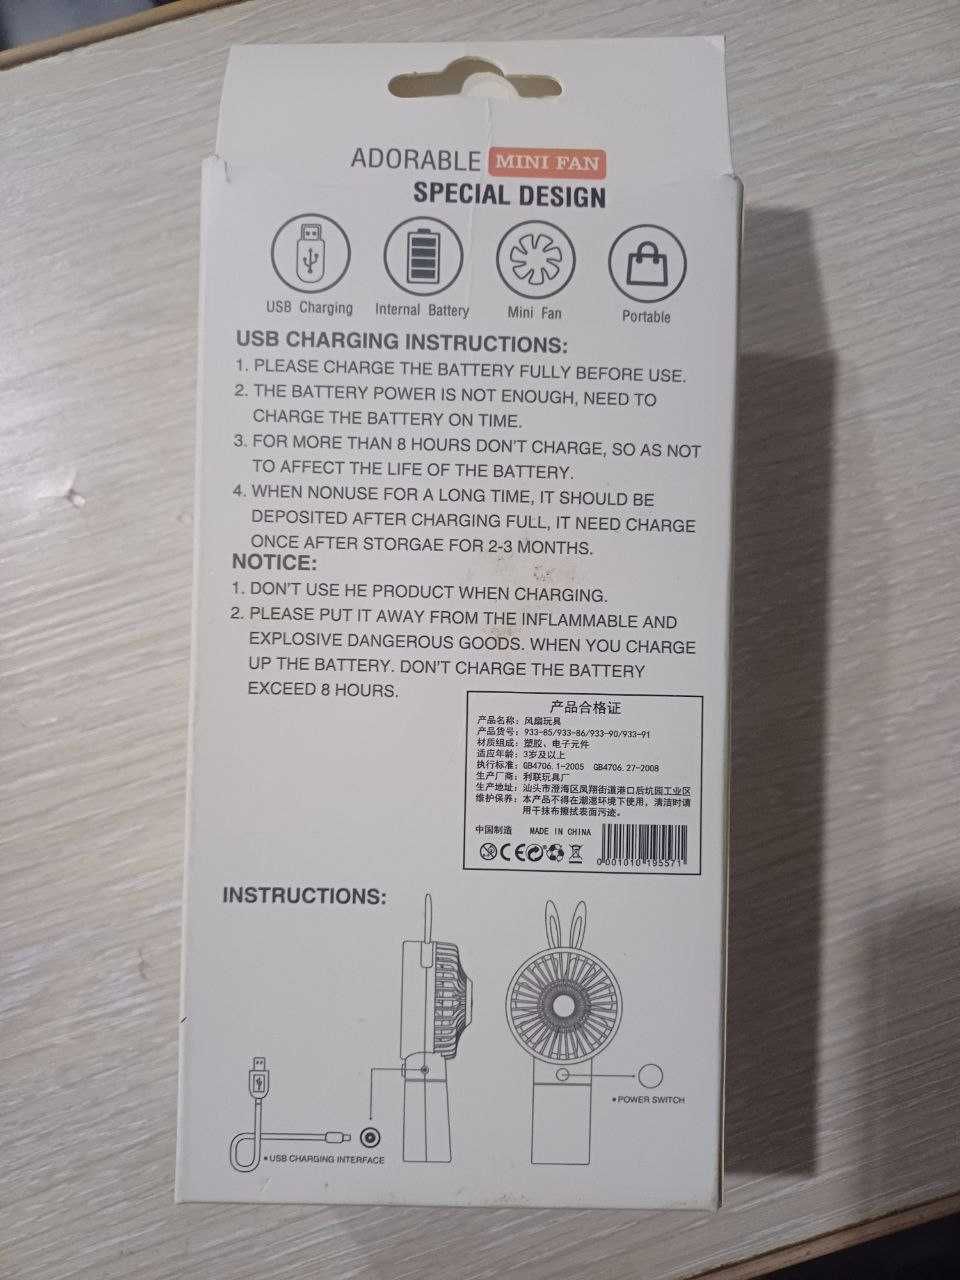 ADORABLE MINI FAN
SPECIAL DESIGN
USB Charging Internal Battery Mini Fan Portable
USB CHARGING INSTRUCTIONS:
1. PLEASE CHARGE THE BATTERY FULLY BEFORE USE.
2. THE BATTERY POWER IS NOT ENOUGH, NEED TO
CHARGE THE BATTERY ON TIME.
3. FOR MORE THAN 8 HOURS DON'T CHARGE, SO AS NOT
TO AFFECT THE LIFE OF THE BATTERY.
4. WHEN NONUSE FOR A LONG TIME, IT SHOULD BE
DEPOSITED AFTER CHARGING FULL, IT NEED CHARGE
ONCE AFTER STORGAE FOR 2-3 MONTHS.
NOTICE:
1. DON'T USE HE PRODUCT WHEN CHARGING.
2. PLEASE PUT IT AWAY FROM THE INFLAMMABLE AND
EXPLOSIVE DANGEROUS GOODS. WHEN YOU CHARGE
UP THE BATTERY. DON'T CHARGE THE BATTERY
EXCEED 8 HOURS.
产品合格证
产品名称：风扇玩具
产品货号：933-85/933-86/933-90/933-91
材质组成：塑胶、电子元件
适应年龄：3岁及以上
执行标准：GB4706.1-2005 GB4706.27-2008
生产厂商：利联玩具厂
生产地址：汕头市澄海区凤翔街道港口后坑园工业区
维护保养：本产品不得在潮湿环境下使用，清洁时请
用干抹布擦拭表面污迹。
中国制造 MADE IN CHINA
CE
0 001010 195571
INSTRUCTIONS:
POWER SWITCH
USB CHARGING INTERFACE